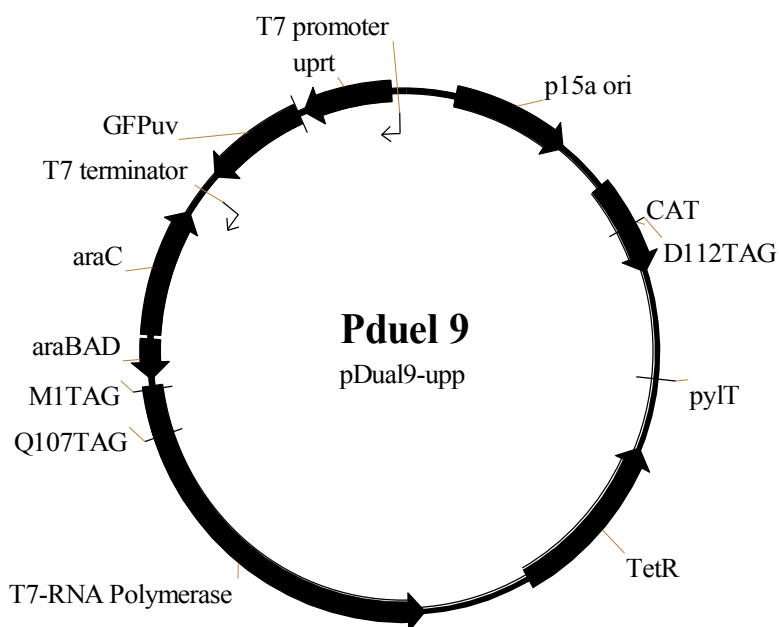 T7 promoter
uprt
p15a ori
GFPuv
T7 terminator
CAT
D112TAG
araC
Pduel 9
pDual9-upp
araBAD
M1TAG
pylT
Q107TAG
TetR
T7-RNA Polymerase